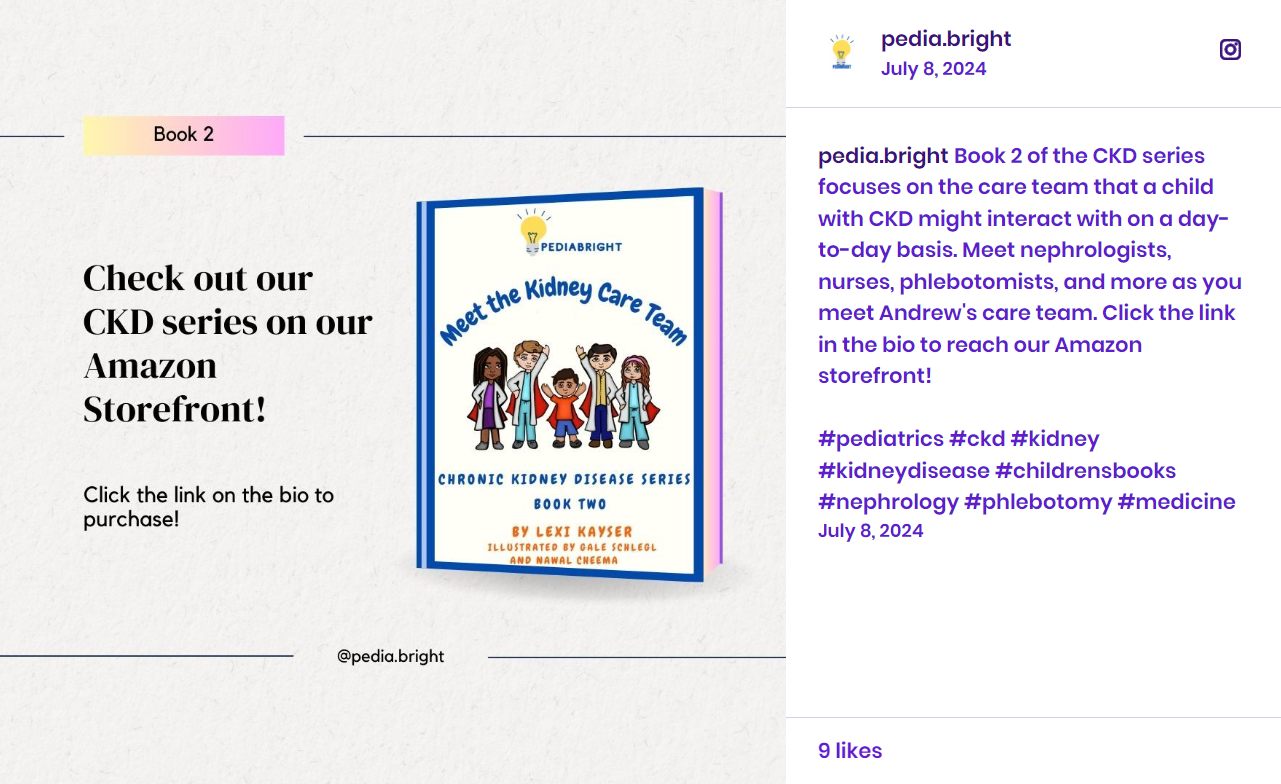 Book 2
Check out our
CKD series on our
Amazon
Storefront!
Click the link on the bio to
purchase!
PEDIABRIGHT
Meet the Kidney Care Team
CHRONIC KIDNEY DISEASE SERIES
BOOK TWO
BY LEXI KAYSER
ILLUSTRATED BY GALE SCHLEGL
AND NAWAL CHEEMA
@pedia.bright
pedia.bright
July 8, 2024
pedia.bright Book 2 of the CKD series
focuses on the care team that a child
with CKD might interact with on a day-
to-day basis. Meet nephrologists,
nurses, phlebotomists, and more as you
meet Andrew's care team. Click the link
in the bio to reach our Amazon
storefront!
#pediatrics #ckd #kidney
#kidneydisease #childrensbooks
#nephrology #phlebotomy #medicine
July 8, 2024
9 likes